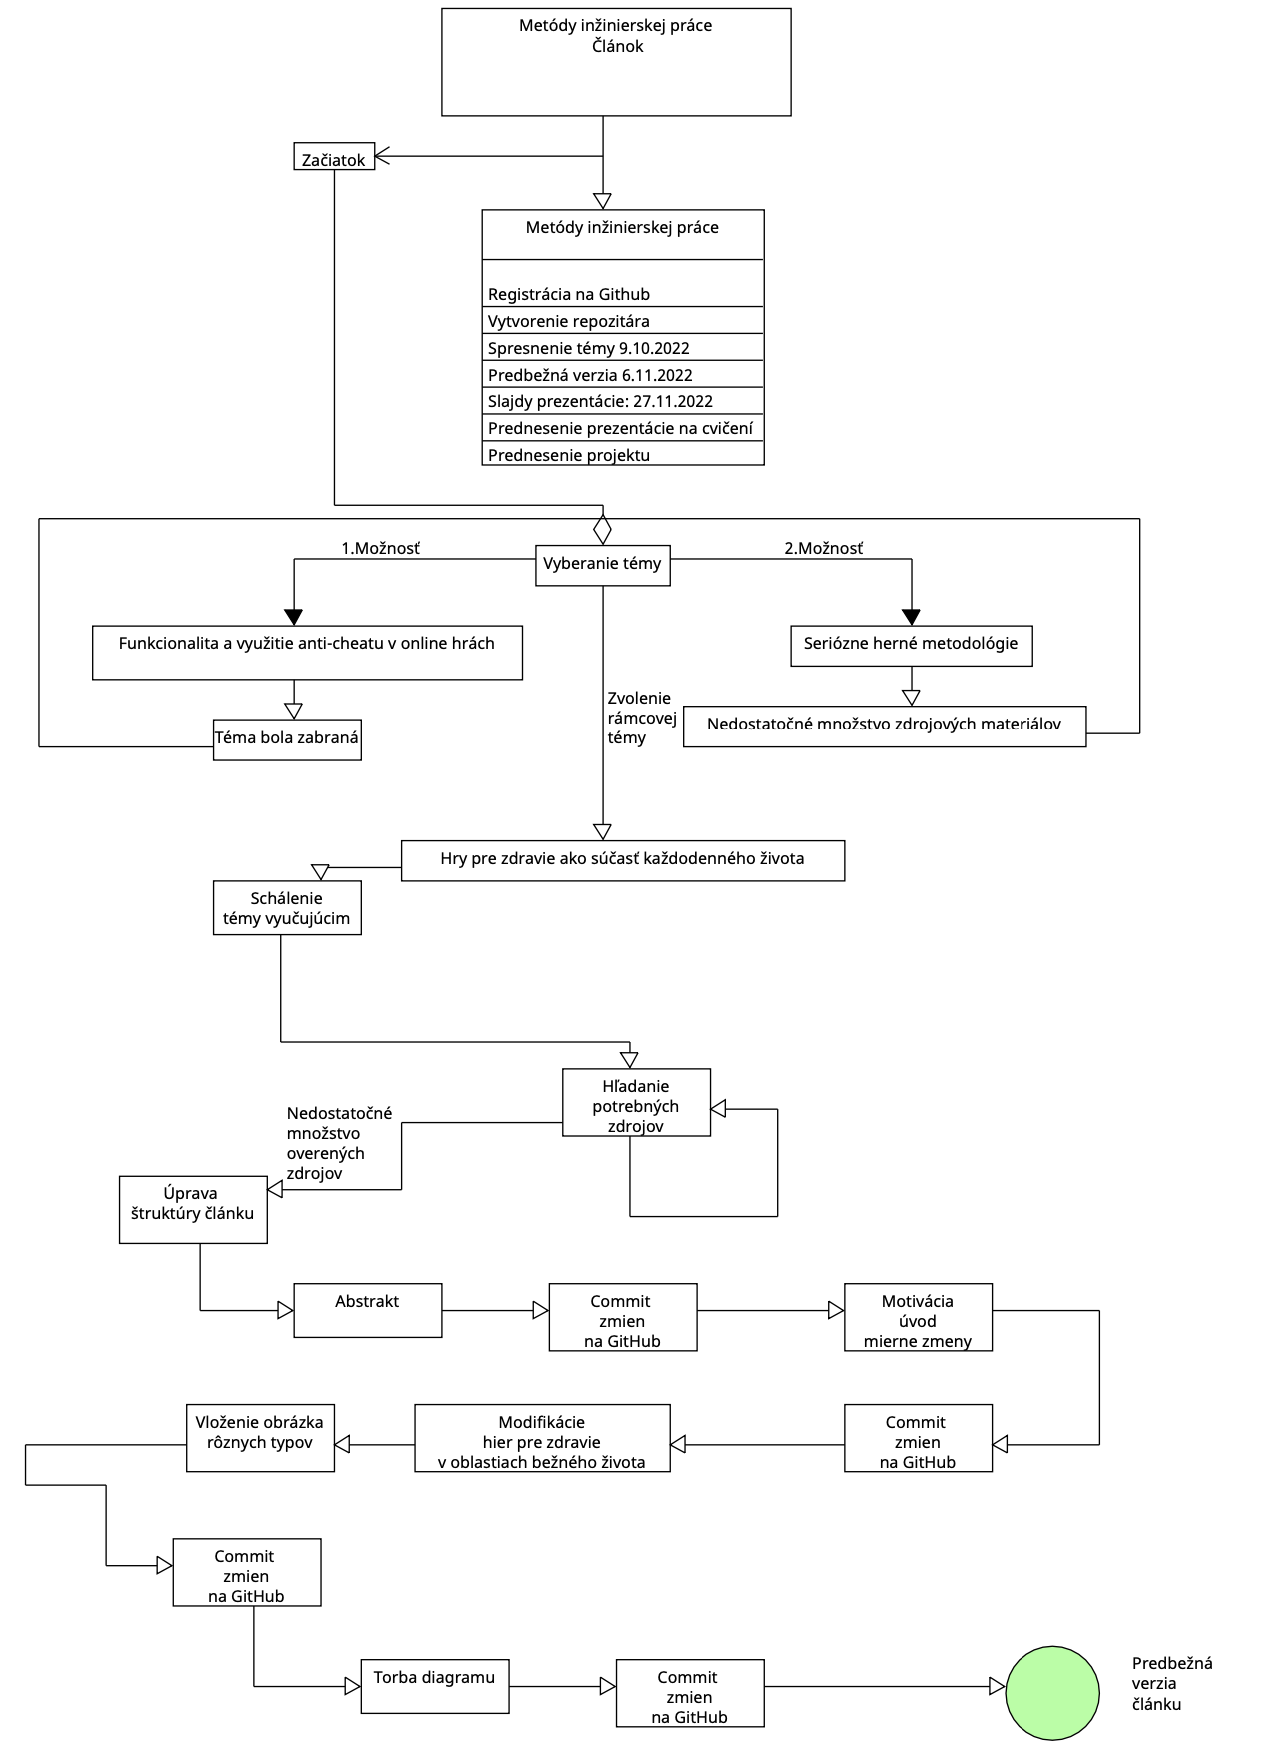 Metódy inžinierskej práce
Článok
Začiatok
Metódy inžinierskej práce
Registrácia na Github
Vytvorenie repozitára
Spresnenie témy 9.10.2022
Predbežná verzia 6.11.2022
Slajdy prezentácie: 27.11.2022
Prednesenie prezentácie na cvičení
Prednesenie projektu
1.Možnosť
2.Možnosť
Vyberanie témy
Funkcionalita a využitie anti-cheatu v online hrách
Seriózne herné metodológie
Zvolenie
rámcovej
témy
Nedostatočné množstvo zdrojových materiálov
Téma bola zabraná
Hry pre zdravie ako súčasť každodenného života
Schálenie
témy vyučujúcim
Hľadanie
potrebných
zdrojov
Nedostatočné
množstvo
overených
zdrojov
Úprava
štruktúry článku
Abstrakt
Commit
zmien
na GitHub
Motivácia
úvod
mierne zmeny
Vloženie obrázka
rôznych typov
Modifikácie
hier pre zdravie
v oblastiach bežného života
Commit
zmien
na GitHub
Commit
zmien
na GitHub
Torba diagramu
Commit
zmien
na GitHub
Predbežná
verzia
článku